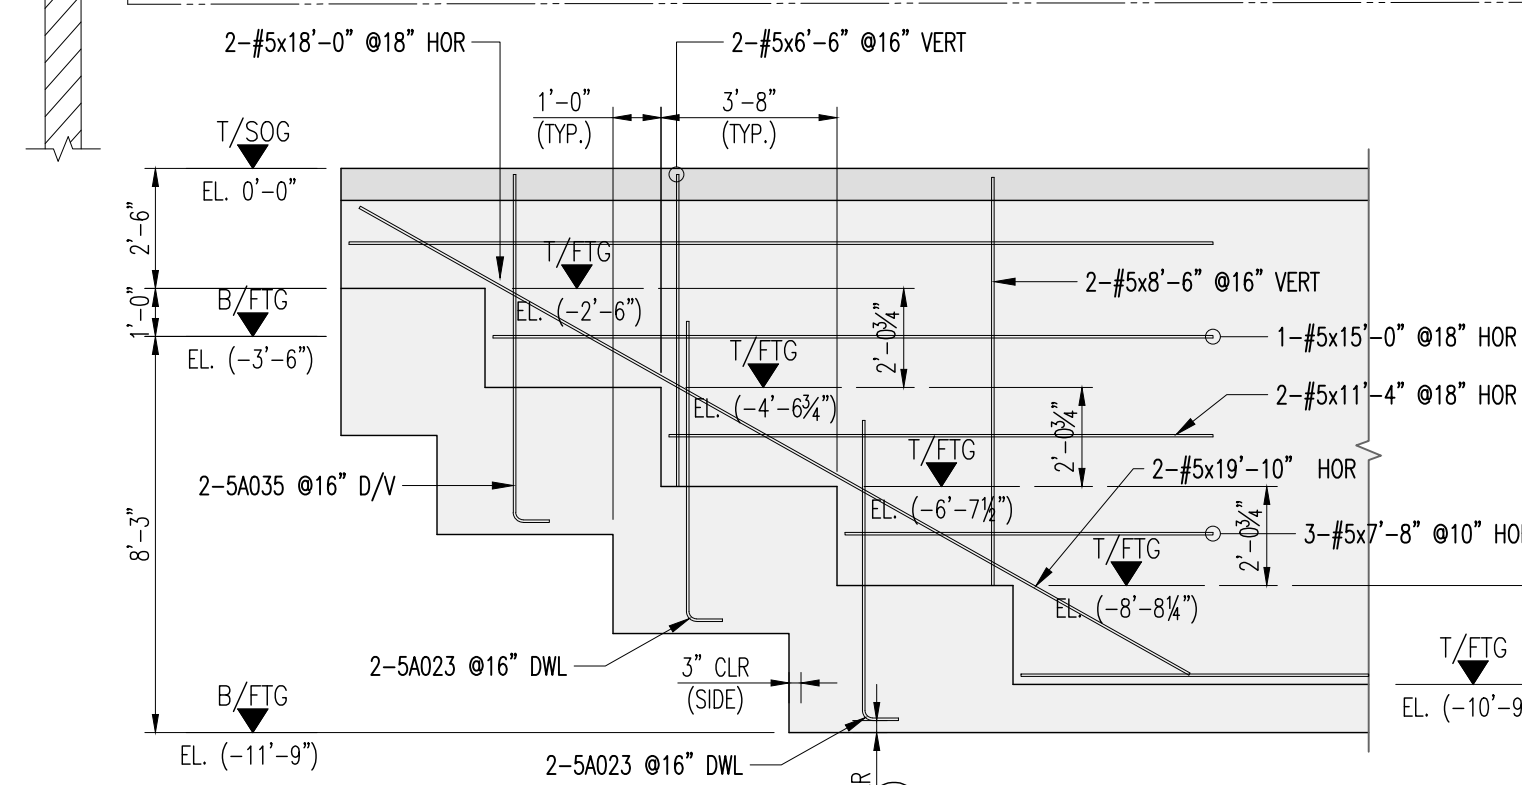 2-#5x18'-0" @18" HOR
2-#5x6'-6" @16" VERT
1'-0"
(TYP.)
3'-8"
(TYP.)
T/SOG
EL. 0'-0"
2'-6"
T/FTG
EL. (-2'-6")
2-#5x8'-6" @16" VERT
1'-0"
B/FTG
EL. (-3'-6")
2'-0¾"
1-#5x15'-0" @18" HOR
T/FTG
EL. (-4'-6¾")
2-#5x11'-4" @18" HOR
2'-0¾"
T/FTG
EL. (-6'-7½")
2-#5x19'-10" HOR
2-5A035 @16" D/V
8'-3"
2'-0¾"
3-#5x7'-8" @10" HO
T/FTG
EL. (-8'-8¼")
2-5A023 @16" DWL
3" CLR
(SIDE)
T/FTG
EL. (-10'-9
B/FTG
EL. (-11'-9")
2-5A023 @16" DWL